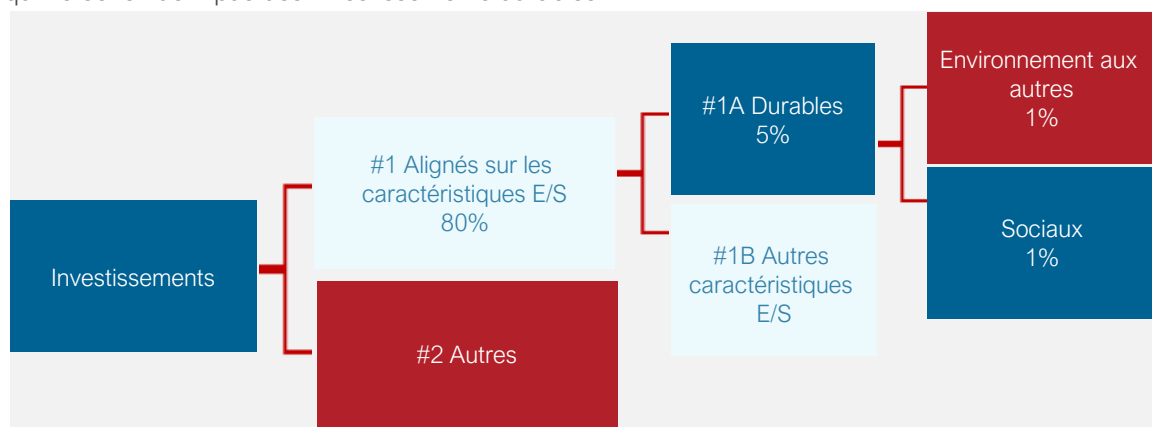 Investissements
#1 Alignés sur les
caractéristiques E/S
80%
#2 Autres
#1A Durables
5%
#1B Autres
caractéristiques
E/S
Environnement aux
autres
1%
Sociaux
1%